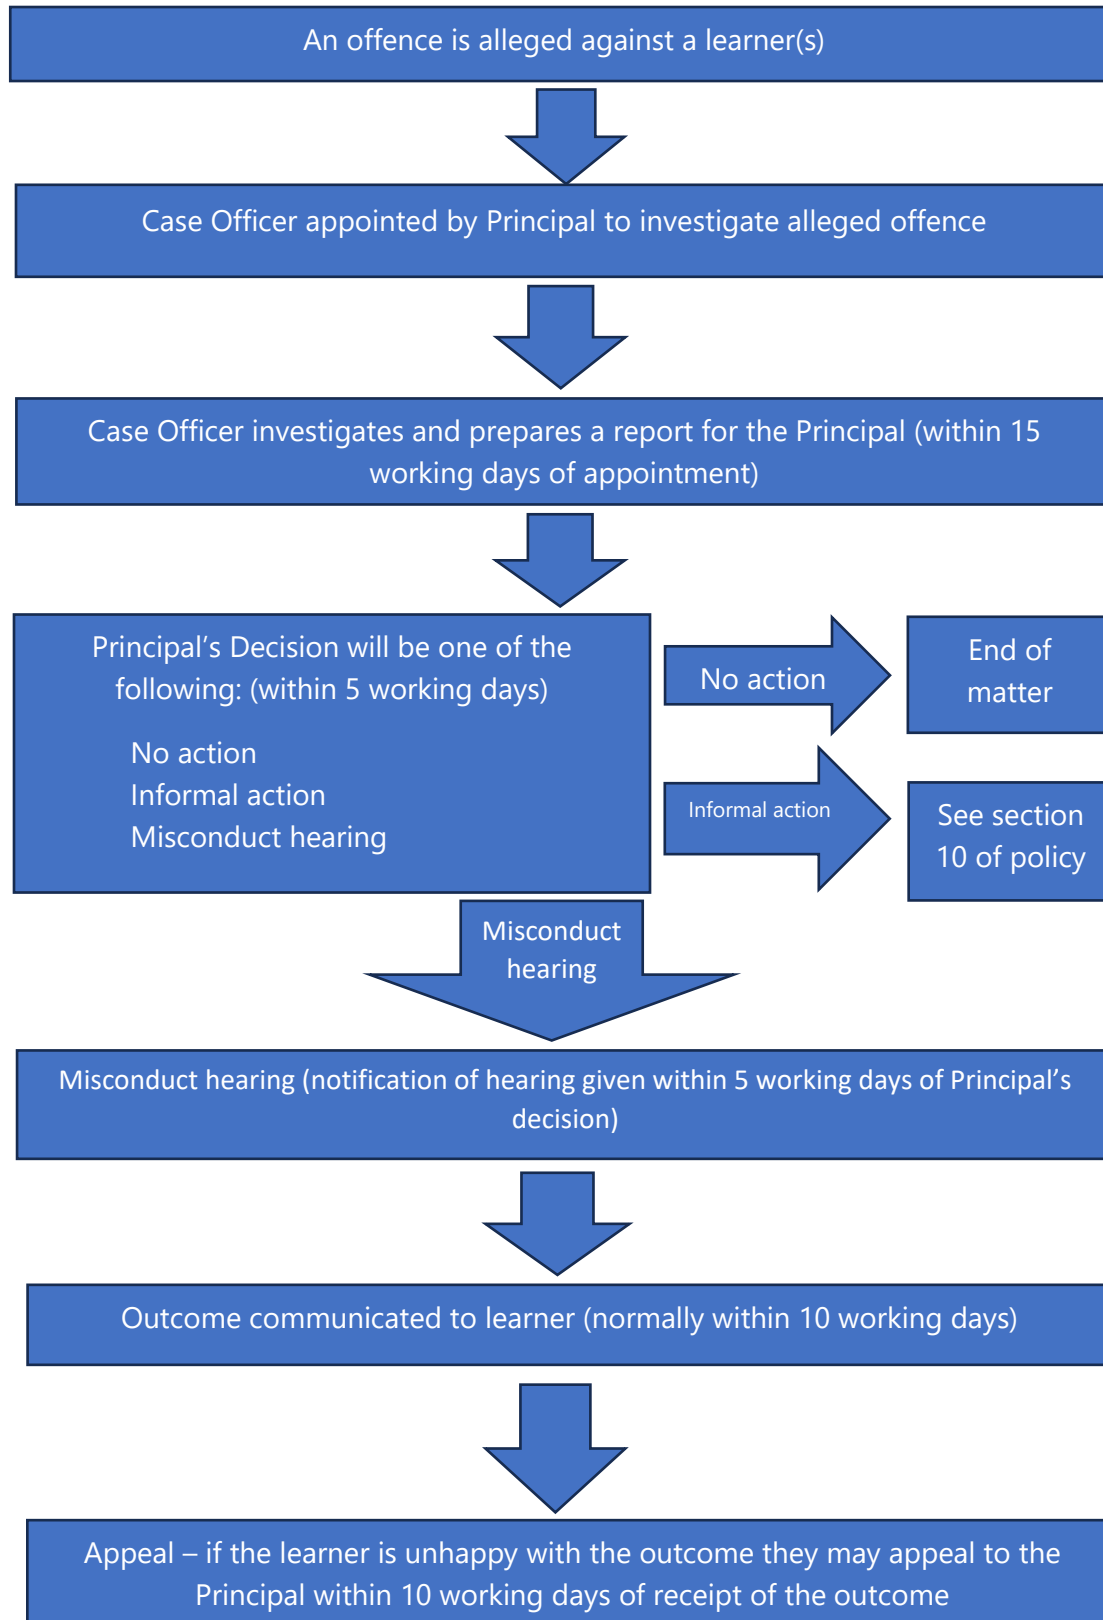 An offence is alleged against a learner(s)
Case Officer appointed by Principal to investigate alleged offence
Case Officer investigates and prepares a report for the Principal (within 15
working days of appointment)
Principal’s Decision will be one of the
following: (within 5 working days)
No action
Informal action
Misconduct hearing
No action
End of
matter
Informal action
See section
10 of policy
Misconduct
hearing
Misconduct hearing (notification of hearing given within 5 working days of Principal’s
decision)
Outcome communicated to learner (normally within 10 working days)
Appeal – if the learner is unhappy with the outcome they may appeal to the
Principal within 10 working days of receipt of the outcome